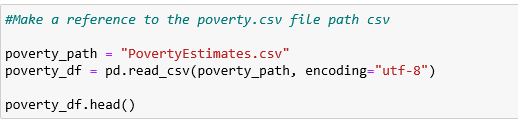 #Make a reference to the poverty.csv file path csv
poverty_path = "PovertyEstimates.csv"
poverty_df = pd.read_csv(poverty_path, encoding="utf-8")
poverty_df.head()